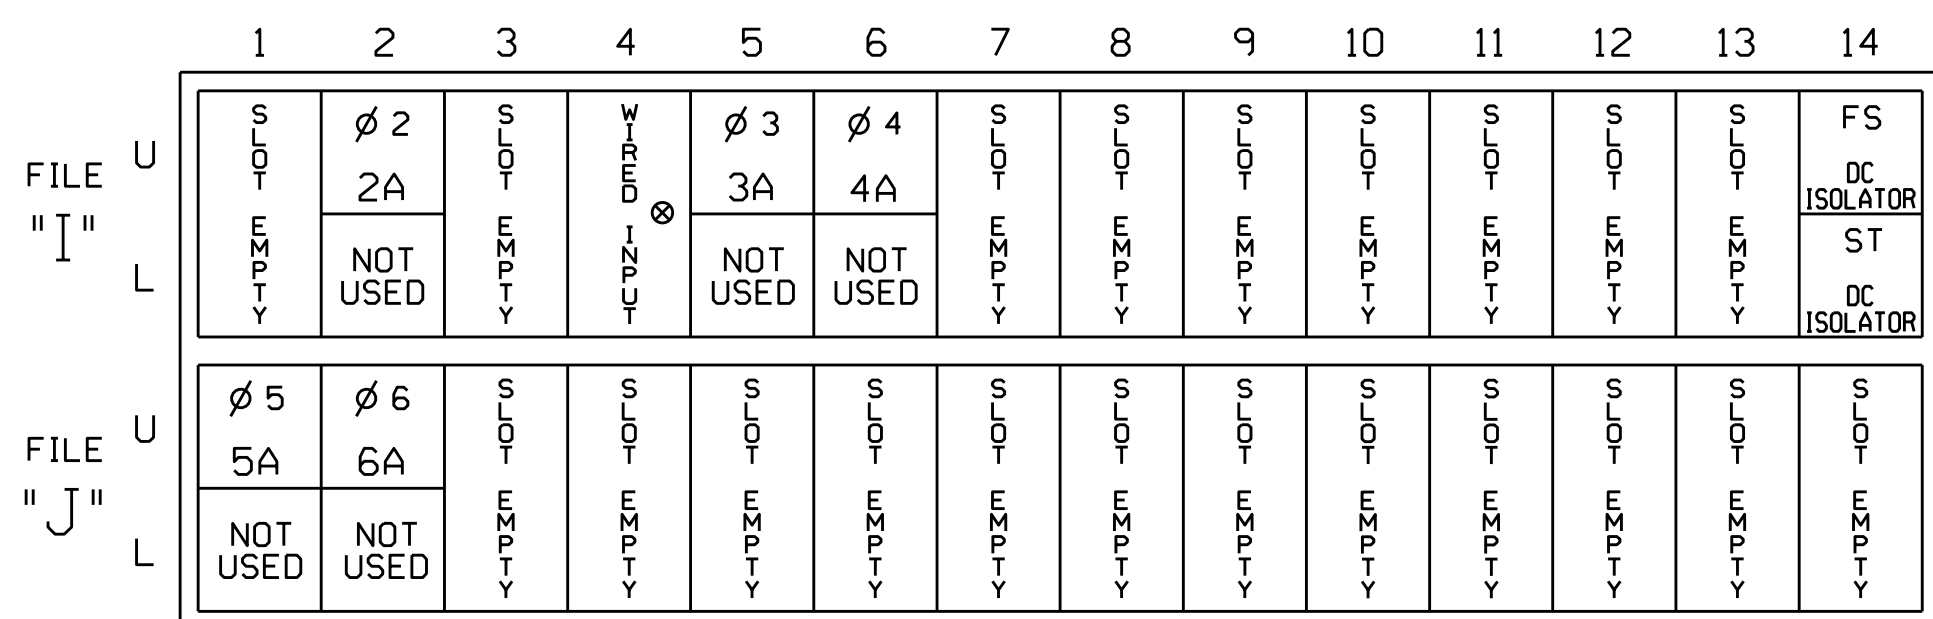 1 2 3 4 5 6 7 8 9 10 11 12 13 14
FILE "I"
U
L
SLOT EMPTY
Ø 2
2A
NOT USED
SLOT EMPTY
WIRED INPUT ⊗
Ø 3
3A
NOT USED
Ø 4
4A
NOT USED
SLOT EMPTY
SLOT EMPTY
SLOT EMPTY
SLOT EMPTY
SLOT EMPTY
SLOT EMPTY
SLOT EMPTY
FS
DC
ISOLATOR
ST
DC
ISOLATOR
FILE "J"
U
L
Ø 5
5A
NOT USED
Ø 6
6A
NOT USED
SLOT EMPTY
SLOT EMPTY
SLOT EMPTY
SLOT EMPTY
SLOT EMPTY
SLOT EMPTY
SLOT EMPTY
SLOT EMPTY
SLOT EMPTY
SLOT EMPTY
SLOT EMPTY
SLOT EMPTY